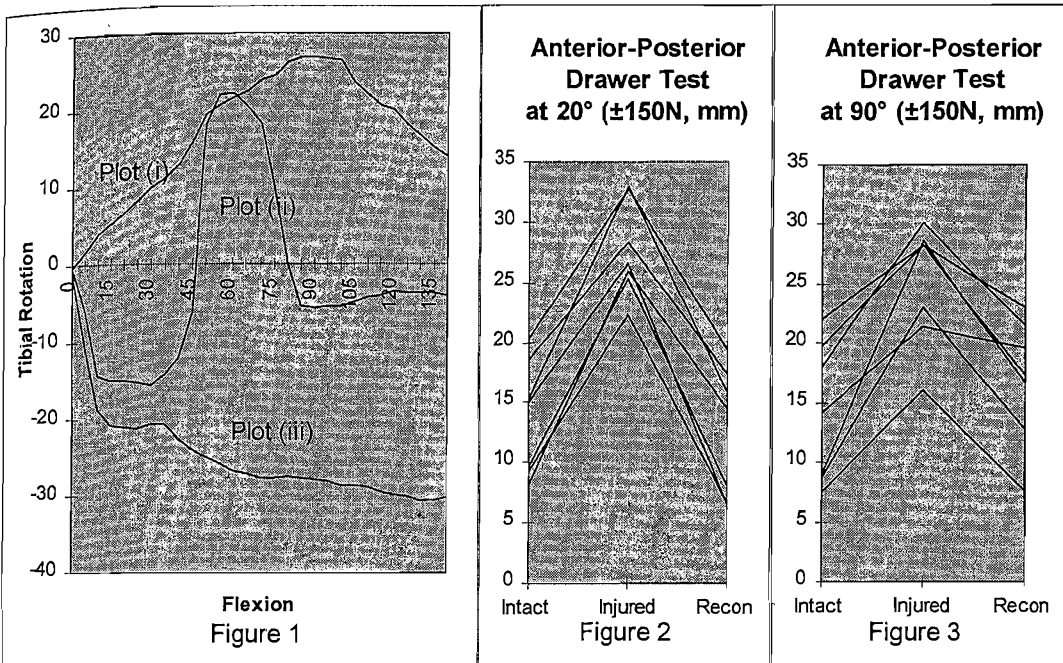 30
20
10
0
-10
-20
-30
-40
Tibial Rotation
Plot (i)
Plot (ii)
Plot (iii)
0 15 30 45 60 75 90 105 120 135
Flexion
Figure 1
Anterior-Posterior
Drawer Test
at 20° (±150N, mm)
35
30
25
20
15
10
5
0
Intact Injured Recon
Figure 2
Anterior-Posterior
Drawer Test
at 90° (±150N, mm)
35
30
25
20
15
10
5
0
Intact Injured Recon
Figure 3